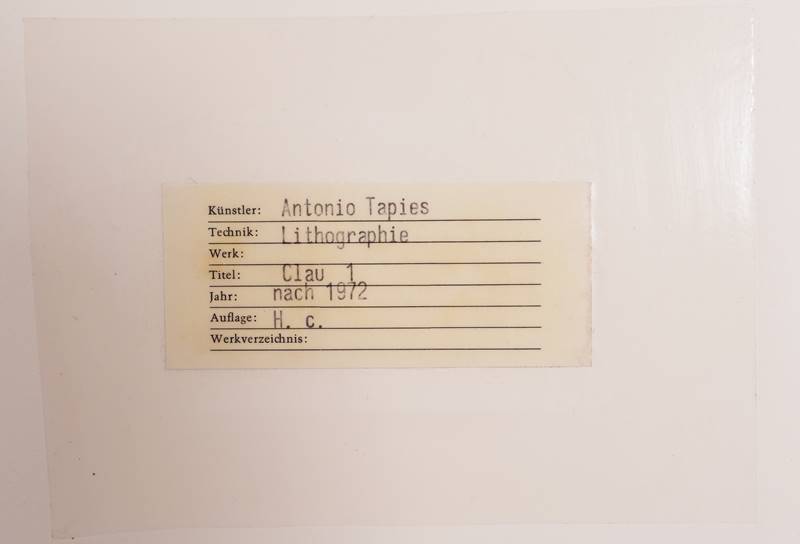 Künstler: Antonio Tapies
Technik: Lithographie
Werk:
Titel: Clau 1
Jahr: nach 1972
Auflage: H. c.
Werkverzeichnis: